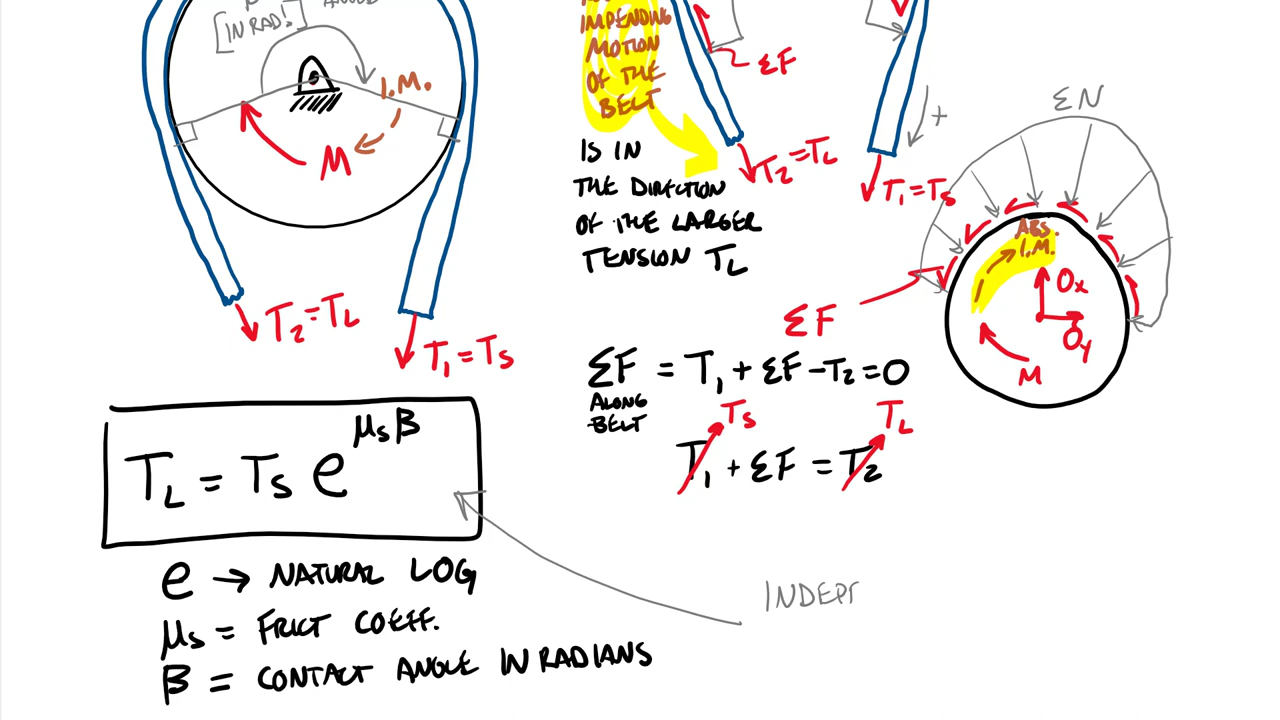 [IN RAD!]
ANGLE
I.M.
M
T2 = TL
T1 = TS
TL = TS e^μsβ
e → NATURAL LOG
μs = FRICT COEFF.
β = CONTACT ANGLE IN RADIANS
IMPENDING
MOTION
OF THE
BELT
IS IN
THE DIRECTION
OF THE LARGER
TENSION TL
ΣF
T2 = TL
+
T1 = TS
ΣN
ABS.
I.M.
Ox
Oy
M
ΣF
ΣF = T1 + ΣF - T2 = 0
ALONG
BELT
TS
TL
T1 + ΣF = T2
INDEP